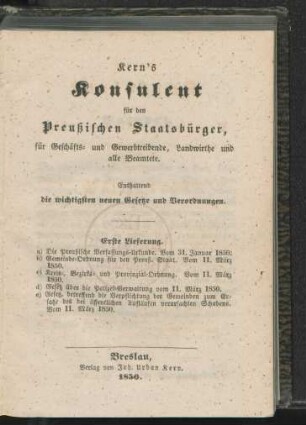 Kern's
Konsulent
für den
Preußischen Staatsbürger,
für Geschäfts- und Gewerbtreibende, Landwirthe und
alle Beamtete.
Enthaltend
die wichtigsten neuen Gesetze und Verordnungen.
Erste Lieferung.
a) Die Preußische Verfassungs-Urkunde. Vom 31. Januar 1850;
b) Gemeinde-Ordnung für den Preuß. Staat. Vom 11. März
1850.
c) Kreis-, Bezirks- und Provinzial-Ordnung. Vom 11. März
1850.
d) Gesetz über die Polizei-Verwaltung vom 11. März 1850.
e) Gesetz, betreffend die Verpflichtung der Gemeinden zum Er-
satze des bei öffentlichen Aufläufen verursachten Schadens.
Vom 11. März 1850.
Breslau,
Verlag von Joh. Urban Kern.
1850.